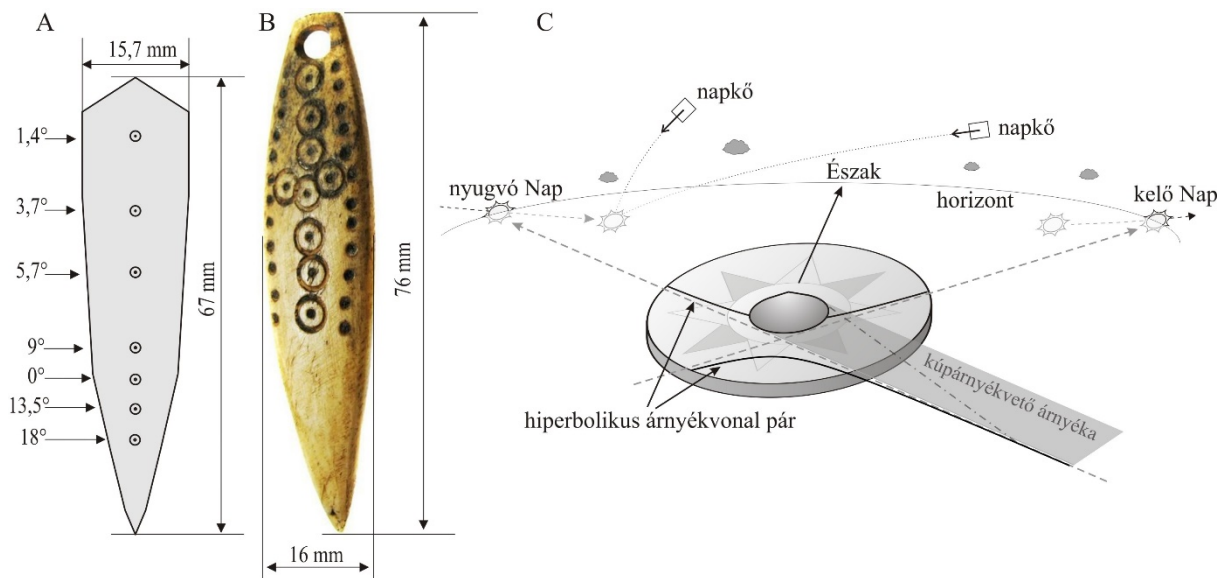 A
15,7 mm
1,4°
3,7°
5,7°
9°
0°
13,5°
18°
67 mm
B
76 mm
16 mm
C
napkő
napkő
Észak
nyugvó Nap
horizont
kelő Nap
hiperbolikus árnyékvonal pár
kúpárnyékvető árnyéka